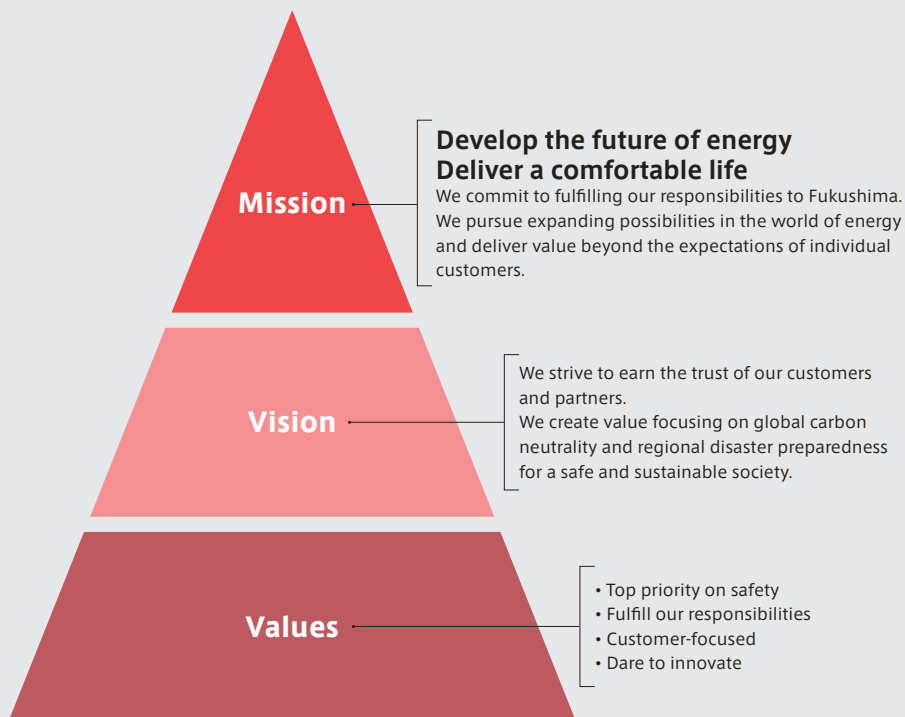 Mission
Develop the future of energy
Deliver a comfortable life
We commit to fulfilling our responsibilities to Fukushima.
We pursue expanding possibilities in the world of energy
and deliver value beyond the expectations of individual
customers.
Vision
We strive to earn the trust of our customers
and partners.
We create value focusing on global carbon
neutrality and regional disaster preparedness
for a safe and sustainable society.
Values
• Top priority on safety
• Fulfill our responsibilities
• Customer-focused
• Dare to innovate